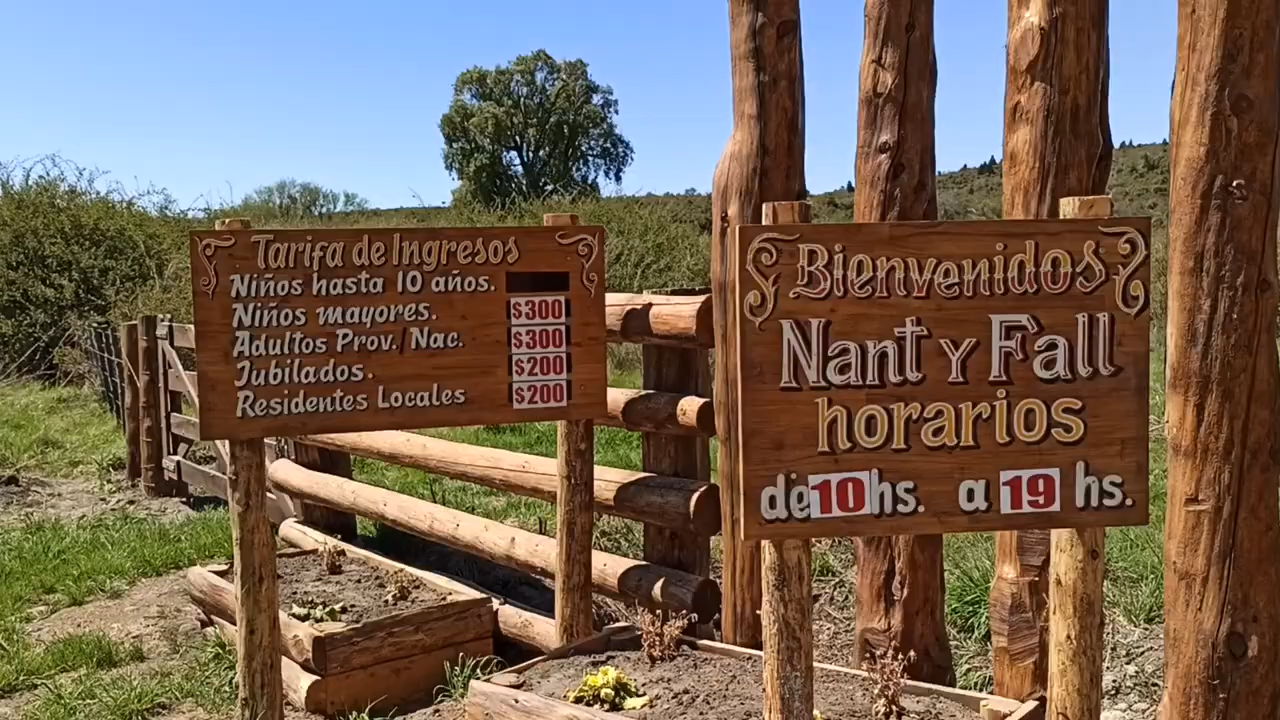 Tarifa de Ingresos
Niños hasta 10 años.
Niños mayores. $300
Adultos Prov./Nac. $300
Jubilados. $200
Residentes Locales $200
Bienvenidos
Nant y Fall
horarios
de 10 hs. a 19 hs.